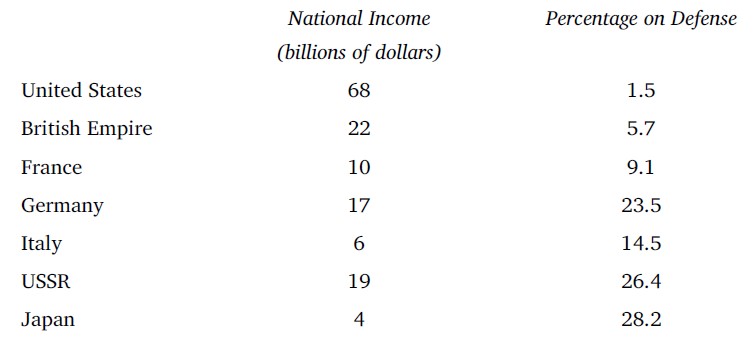 National Income Percentage on Defense
(billions of dollars)
United States 68 1.5
British Empire 22 5.7
France 10 9.1
Germany 17 23.5
Italy 6 14.5
USSR 19 26.4
Japan 4 28.2